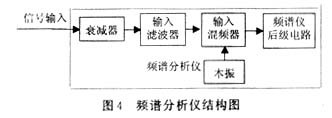 信号输入
衰减器
输入
滤波器
输入
混频器
频谱仪
后级电路
频谱分析仪
本振
图4 频谱分析仪结构图